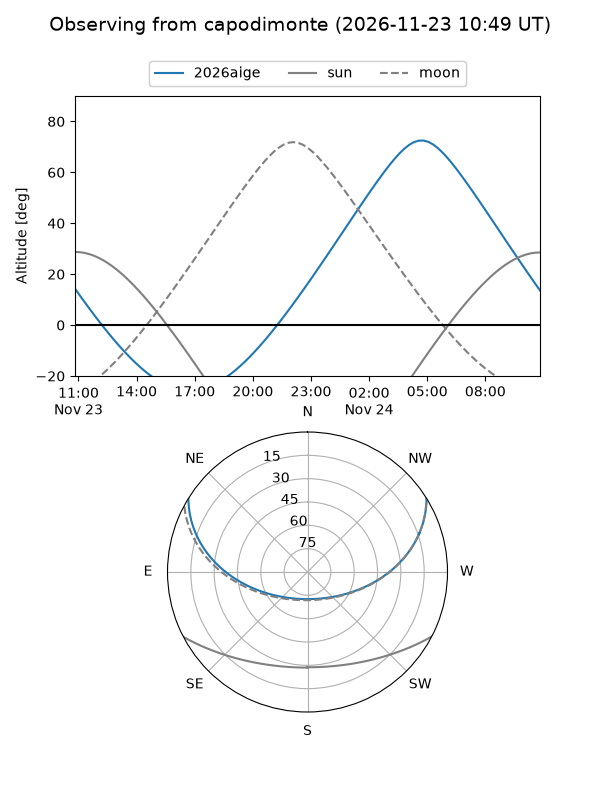 Observing from capodimonte (2026-11-23 10:49 UT)
2026aige sun moon
Altitude [deg]
80
60
40
20
0
−20
11:00 14:00 17:00 20:00 23:00 02:00 05:00 08:00
Nov 23 Nov 24
N
NE NW
15
30
45
60
75
E W
SE SW
S